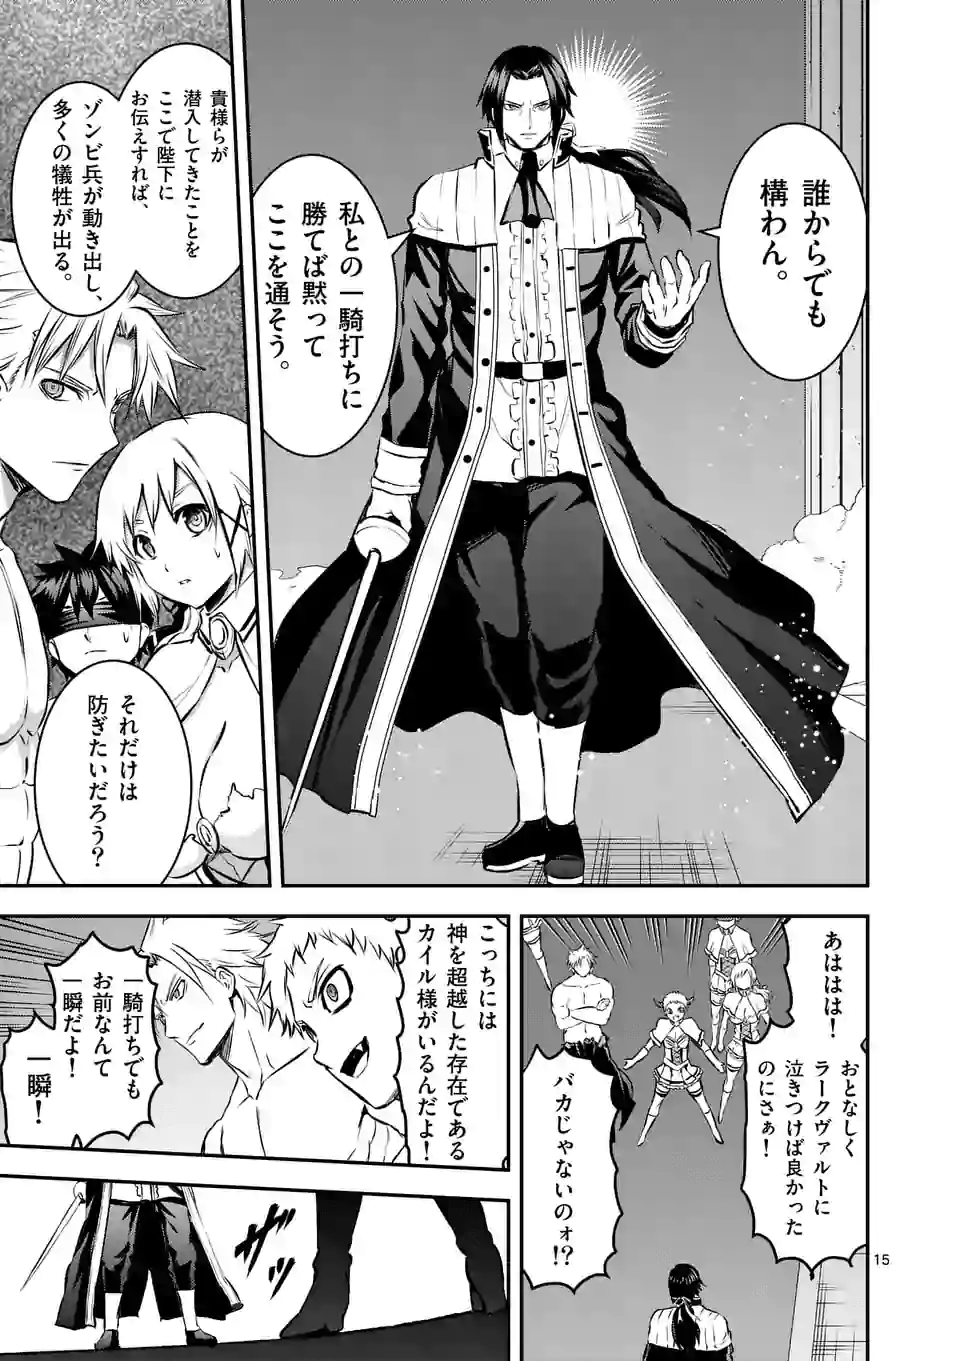 誰からでも
構わん。
私との一騎打ちに
勝てば黙って
ここを通そう。
貴様らが
潜入してきたことを
ここで陛下に
お伝えすれば、
ゾンビ兵が動き出し、
多くの犠牲が出る。
それだけは
防ぎたいだろう？
あははは！
おとなしく
ラークヴァルトに
泣きつけば良かった
のにさぁ！
バカじゃないのォ!?
こっちには
神を超越した存在である
カイル様がいるんだよ！
一騎打ちでも
お前なんて
一瞬だよ！
一瞬！
ザッ
15